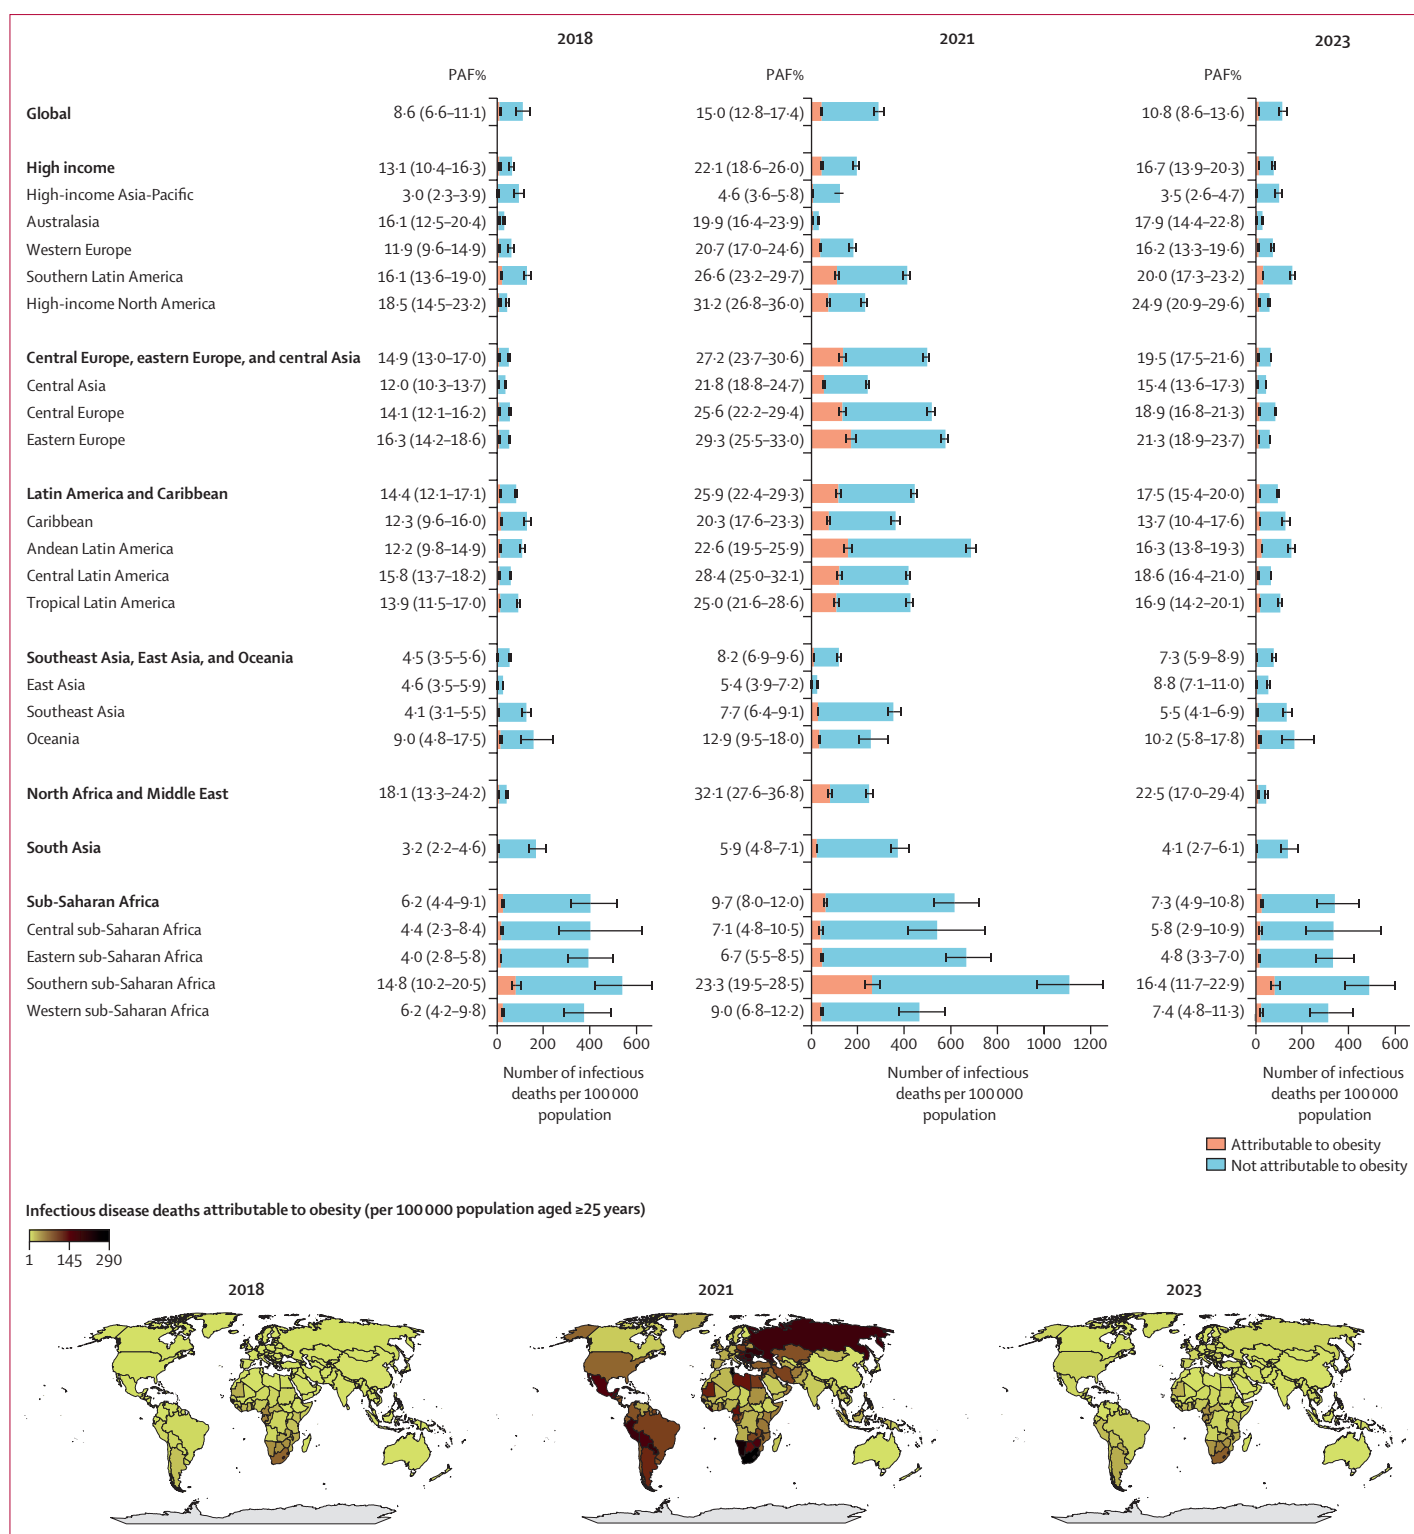 2018 2021 2023
PAF% PAF% PAF%
Global 8·6 (6·6–11·1) 15·0 (12·8–17·4) 10·8 (8·6–13·6)
High income 13·1 (10·4–16·3) 22·1 (18·6–26·0) 16·7 (13·9–20·3)
High-income Asia-Pacific 3·0 (2·3–3·9) 4·6 (3·6–5·8) 3·5 (2·6–4·7)
Australasia 16·1 (12·5–20·4) 19·9 (16·4–23·9) 17·9 (14·4–22·8)
Western Europe 11·9 (9·6–14·9) 20·7 (17·0–24·6) 16·2 (13·3–19·6)
Southern Latin America 16·1 (13·6–19·0) 26·6 (23·2–29·7) 20·0 (17·3–23·2)
High-income North America 18·5 (14·5–23·2) 31·2 (26·8–36·0) 24·9 (20·9–29·6)
Central Europe, eastern Europe, and central Asia 14·9 (13·0–17·0) 27·2 (23·7–30·6) 19·5 (17·5–21·6)
Central Asia 12·0 (10·3–13·7) 21·8 (18·8–24·7) 15·4 (13·6–17·3)
Central Europe 14·1 (12·1–16·2) 25·6 (22·2–29·4) 18·9 (16·8–21·3)
Eastern Europe 16·3 (14·2–18·6) 29·3 (25·5–33·0) 21·3 (18·9–23·7)
Latin America and Caribbean 14·4 (12·1–17·1) 25·9 (22·4–29·3) 17·5 (15·4–20·0)
Caribbean 12·3 (9·6–16·0) 20·3 (17·6–23·3) 13·7 (10·4–17·6)
Andean Latin America 12·2 (9·8–14·9) 22·6 (19·5–25·9) 16·3 (13·8–19·3)
Central Latin America 15·8 (13·7–18·2) 28·4 (25·0–32·1) 18·6 (16·4–21·0)
Tropical Latin America 13·9 (11·5–17·0) 25·0 (21·6–28·6) 16·9 (14·2–20·1)
Southeast Asia, East Asia, and Oceania 4·5 (3·5–5·6) 8·2 (6·9–9·6) 7·3 (5·9–8·9)
East Asia 4·6 (3·5–5·9) 5·4 (3·9–7·2) 8·8 (7·1–11·0)
Southeast Asia 4·1 (3·1–5·5) 7·7 (6·4–9·1) 5·5 (4·1–6·9)
Oceania 9·0 (4·8–17·5) 12·9 (9·5–18·0) 10·2 (5·8–17·8)
North Africa and Middle East 18·1 (13·3–24·2) 32·1 (27·6–36·8) 22·5 (17·0–29·4)
South Asia 3·2 (2·2–4·6) 5·9 (4·8–7·1) 4·1 (2·7–6·1)
Sub-Saharan Africa 6·2 (4·4–9·1) 9·7 (8·0–12·0) 7·3 (4·9–10·8)
Central sub-Saharan Africa 4·4 (2·3–8·4) 7·1 (4·8–10·5) 5·8 (2·9–10·9)
Eastern sub-Saharan Africa 4·0 (2·8–5·8) 6·7 (5·5–8·5) 4·8 (3·3–7·0)
Southern sub-Saharan Africa 14·8 (10·2–20·5) 23·3 (19·5–28·5) 16·4 (11·7–22·9)
Western sub-Saharan Africa 6·2 (4·2–9·8) 9·0 (6·8–12·2) 7·4 (4·8–11·3)
0 200 400 600 0 200 400 600 800 1000 1200 0 200 400 600
Number of infectious Number of infectious Number of infectious
deaths per 100 000 deaths per 100 000 deaths per 100 000
population population population
Attributable to obesity
Not attributable to obesity
Infectious disease deaths attributable to obesity (per 100 000 population aged ≥25 years)
1 145 290
2018 2021 2023